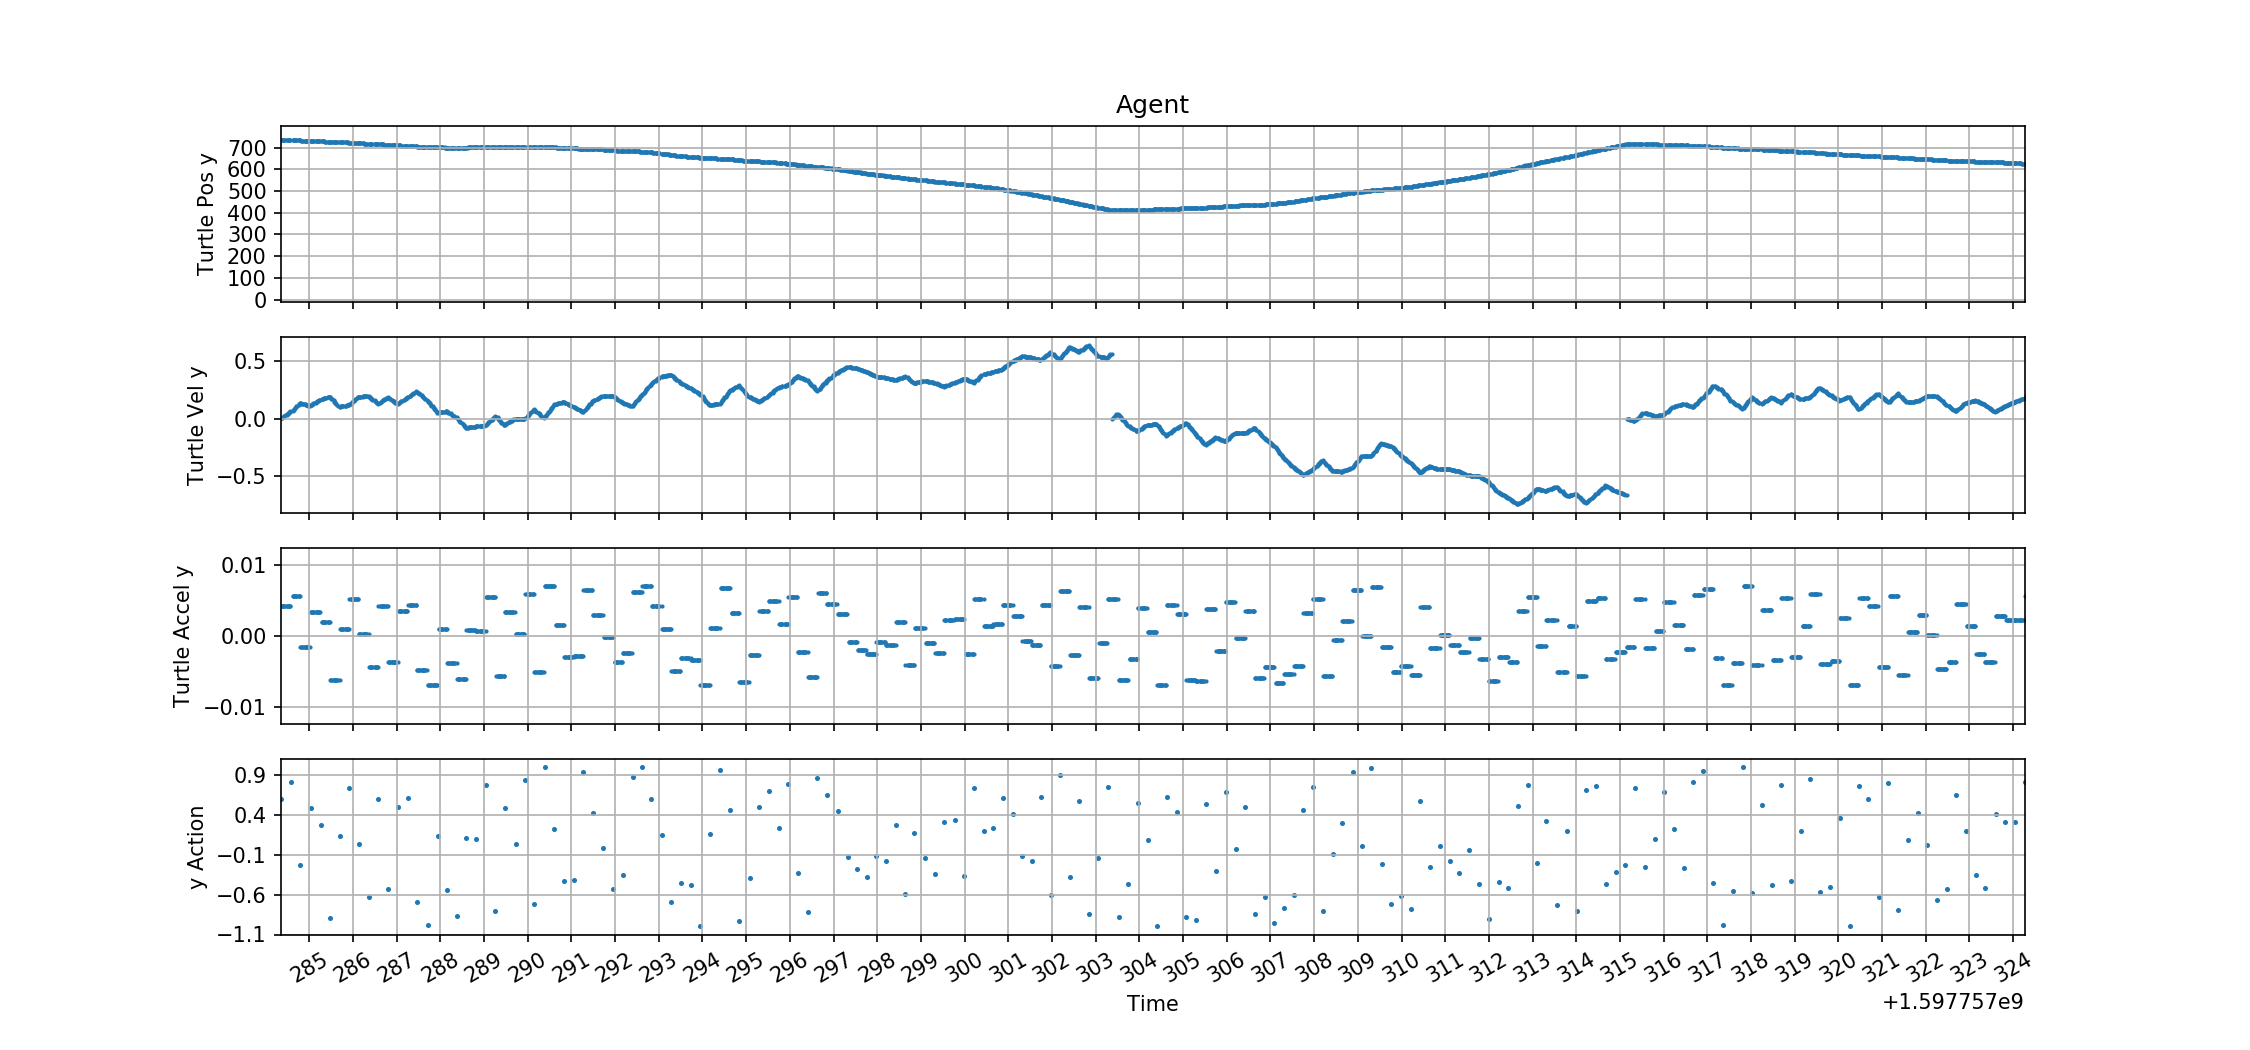 Agent
Turtle Pos y
700
600
500
400
300
200
100
0
Turtle Vel y
0.5
0.0
−0.5
Turtle Accel y
0.01
0.00
−0.01
y Action
0.9
0.4
−0.1
−0.6
−1.1
285 286 287 288 289 290 291 292 293 294 295 296 297 298 299 300 301 302 303 304 305 306 307 308 309 310 311 312 313 314 315 316 317 318 319 320 321 322 323 324
Time
+1.597757e9